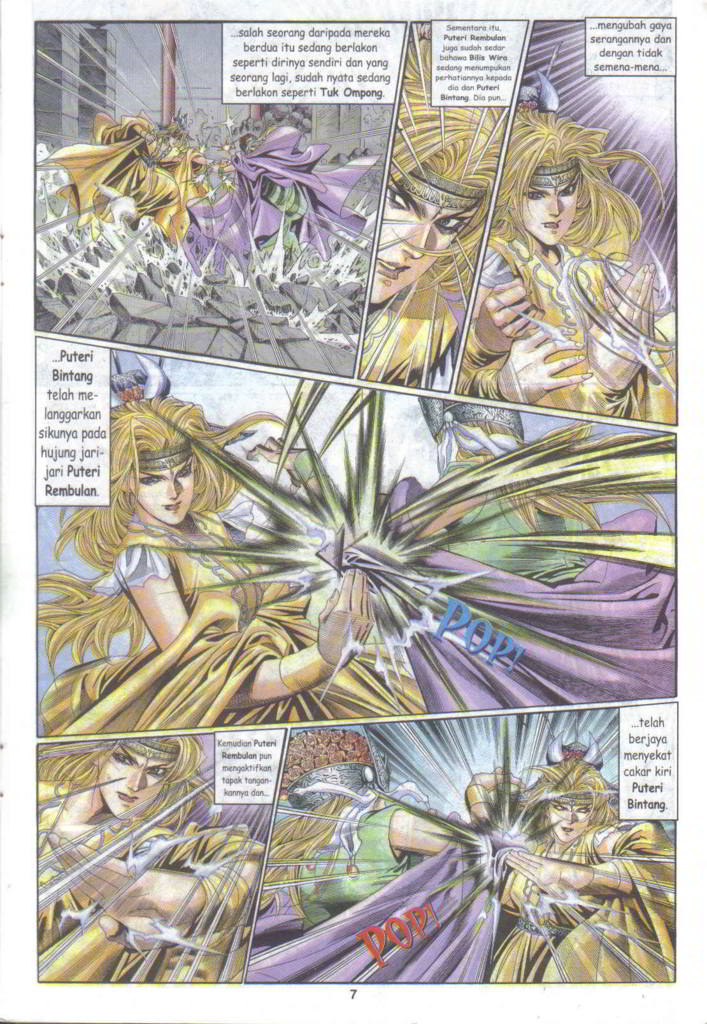 ...salah seorang daripada mereka
berdua itu sedang berlakon
seperti dirinya sendiri dan yang
seorang lagi, sudah nyata sedang
berlakon seperti Tuk Ompong.
Sementara itu,
Puteri Rembulan
juga sudah sedar
bahawa Bilis Wira
sedang menumpukan
perhatiannya kepada
dia dan Puteri
Bintang. Dia pun...
...mengubah gaya
serangannya dan
dengan tidak
semena-mena...
...Puteri
Bintang
telah me-
langgarkan
sikunya pada
hujung jari-
jari Puteri
Rembulan.
POP!
Kemudian Puteri
Rembulan pun
mengaktifkan
tapak tangan-
kannya dan...
...telah
berjaya
menyekat
cakar kiri
Puteri
Bintang.
POP!
7